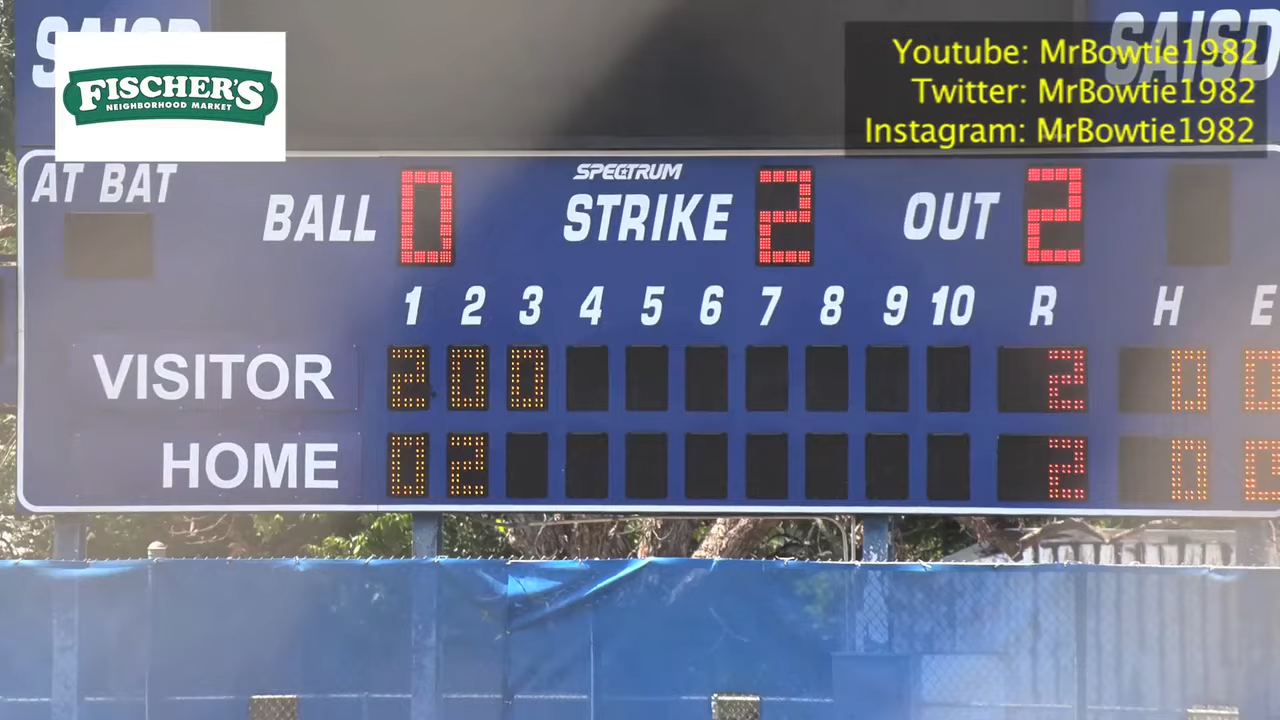 SAISD
SAISD
FISCHER'S
NEIGHBORHOOD MARKET
Youtube: MrBowtie1982
Twitter: MrBowtie1982
Instagram: MrBowtie1982
AT BAT
SPECTRUM
BALL 0 STRIKE 2 OUT 2
1 2 3 4 5 6 7 8 9 10 R H E
VISITOR 2 0 0 2 0 0
HOME 0 2 2 0 0